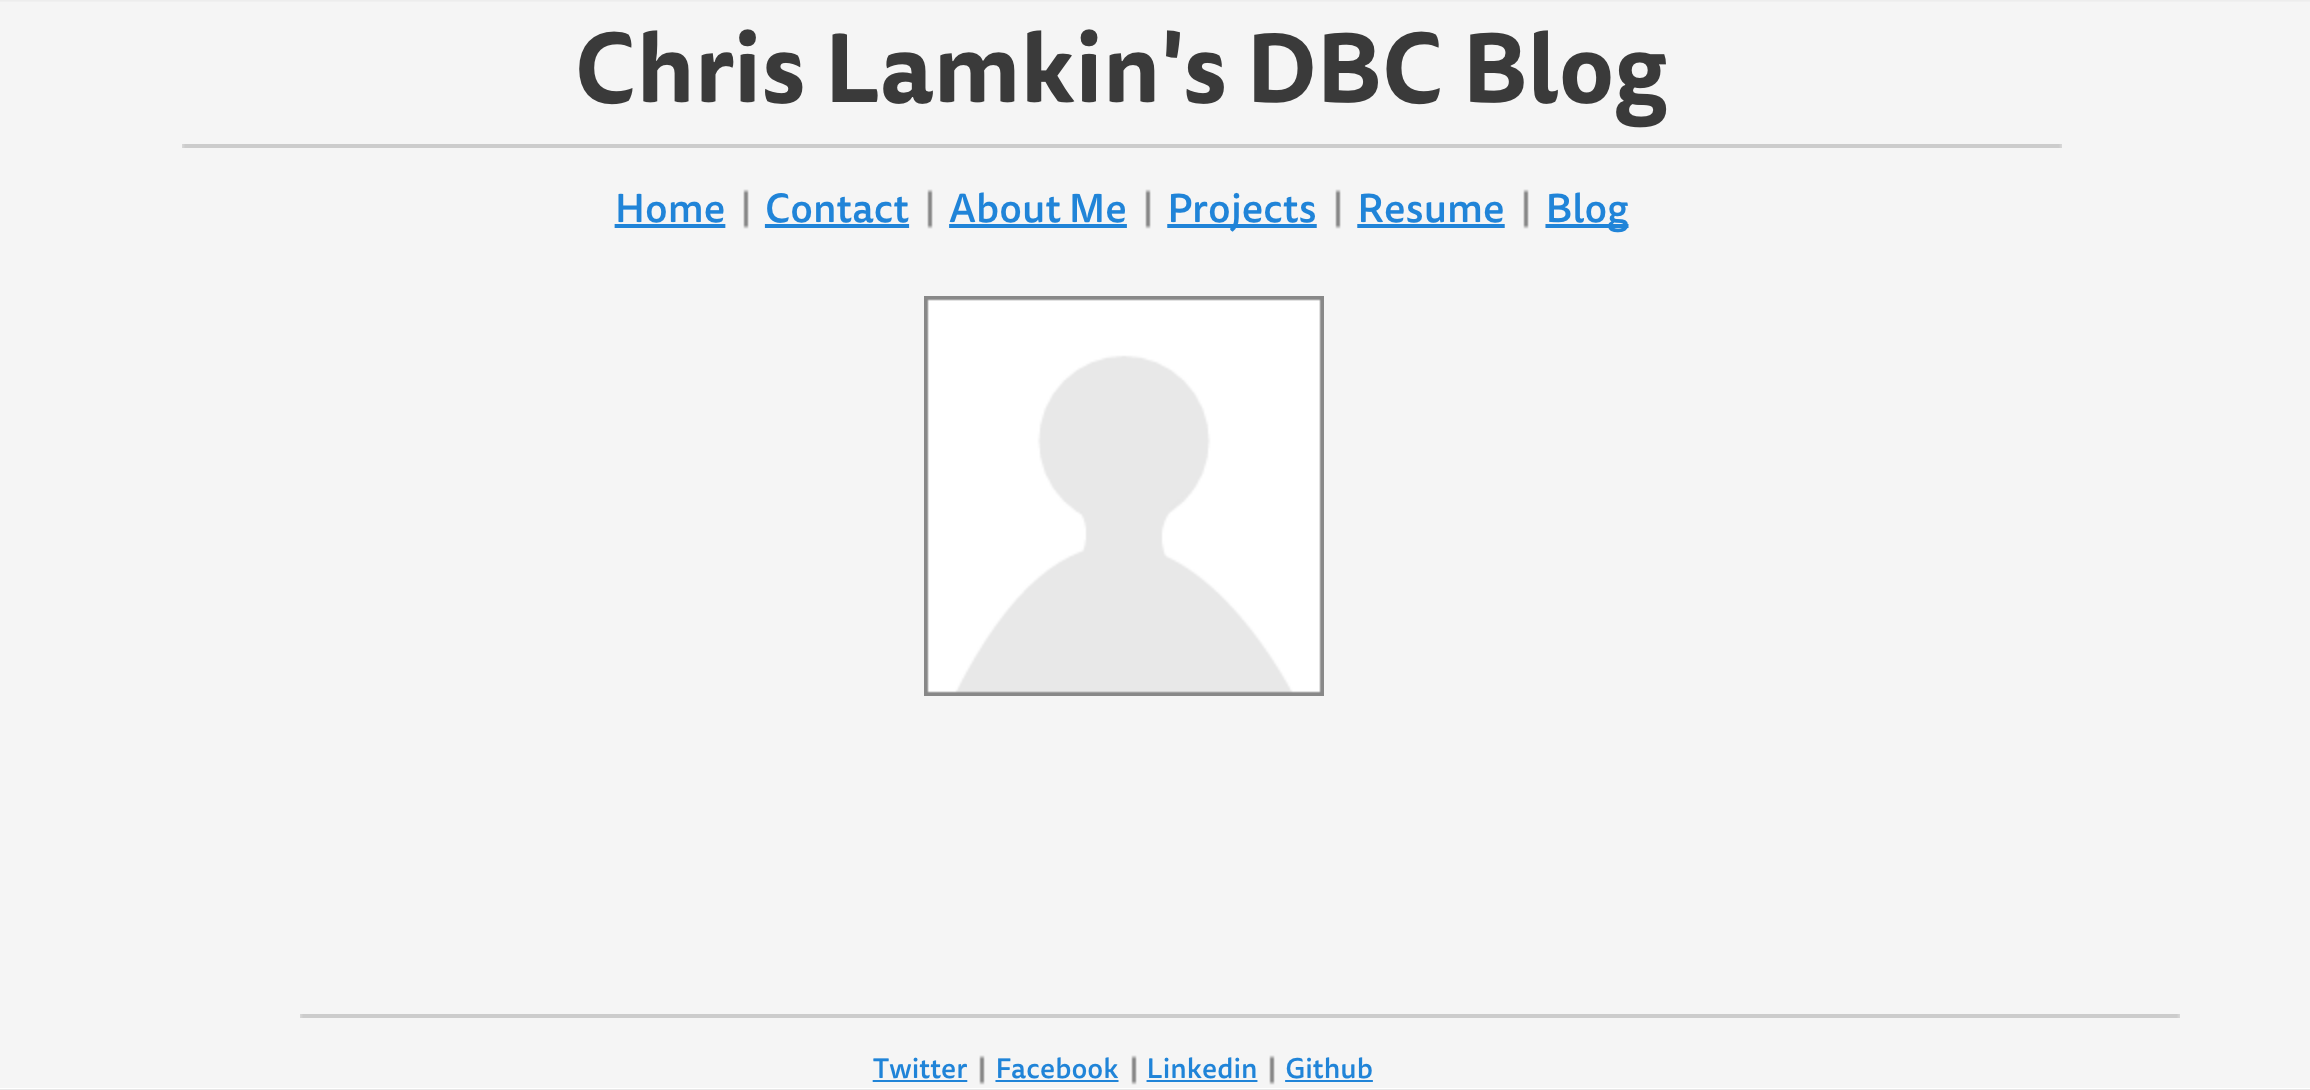 Chris Lamkin's DBC Blog
Home | Contact | About Me | Projects | Resume | Blog
Twitter | Facebook | Linkedin | Github